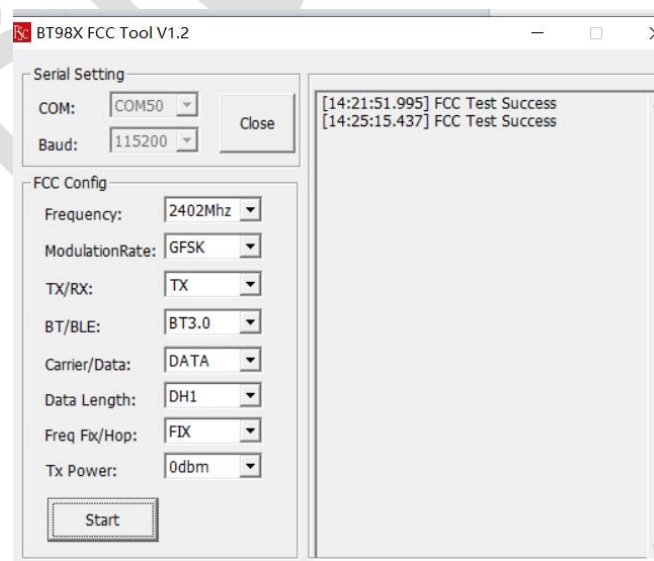 FSC BT98X FCC Tool V1.2
Serial Setting
COM: COM50
Close
Baud: 115200
FCC Config
Frequency: 2402Mhz
ModulationRate: GFSK
TX/RX: TX
BT/BLE: BT3.0
Carrier/Data: DATA
Data Length: DH1
Freq Fix/Hop: FIX
Tx Power: 0dbm
Start
[14:21:51.995] FCC Test Success
[14:25:15.437] FCC Test Success